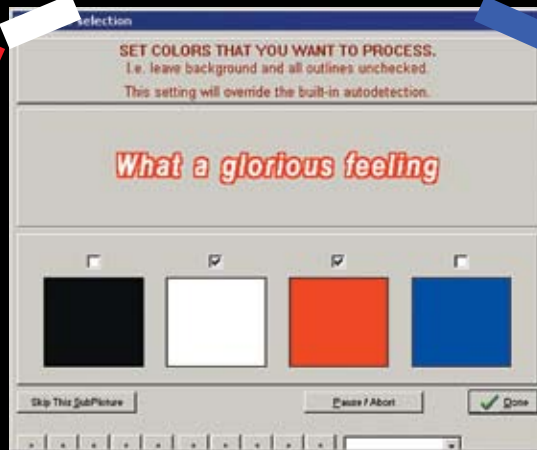 selection
SET COLORS THAT YOU WANT TO PROCESS.
I.e. leave background and all outlines unchecked.
This setting will override the built-in autodetection.
What a glorious feeling
Skip This SubPicture
Pause / Abort
Done